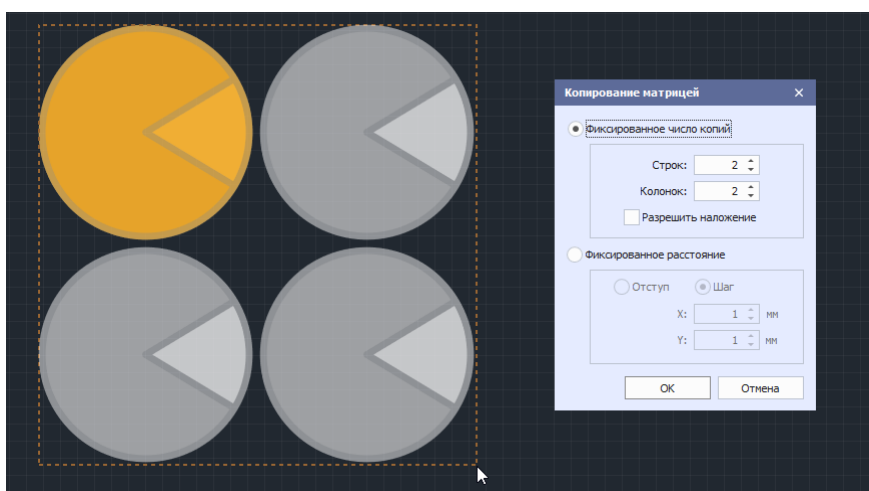 Копирование матрицей
Фиксированное число копий
Строк: 2
Колонок: 2
Разрешить наложение
Фиксированное расстояние
Отступ Шаг
X: 1 мм
Y: 1 мм
OK Отмена